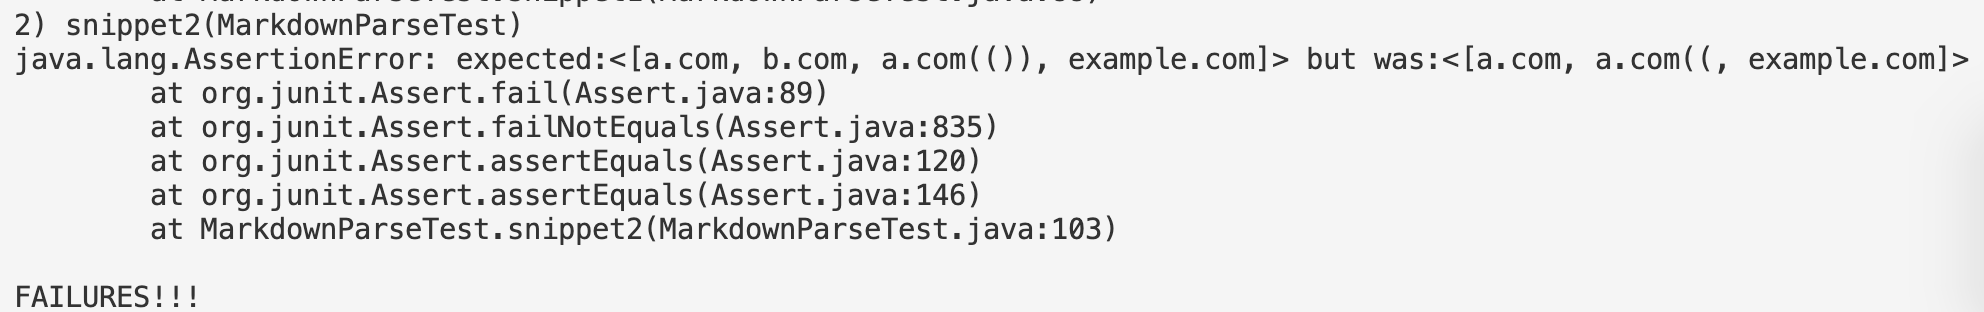 2) snippet2(MarkdownParseTest)
java.lang.AssertionError: expected:<[a.com, b.com, a.com(()), example.com]> but was:<[a.com, a.com((, example.com]>
        at org.junit.Assert.fail(Assert.java:89)
        at org.junit.Assert.failNotEquals(Assert.java:835)
        at org.junit.Assert.assertEquals(Assert.java:120)
        at org.junit.Assert.assertEquals(Assert.java:146)
        at MarkdownParseTest.snippet2(MarkdownParseTest.java:103)
FAILURES!!!